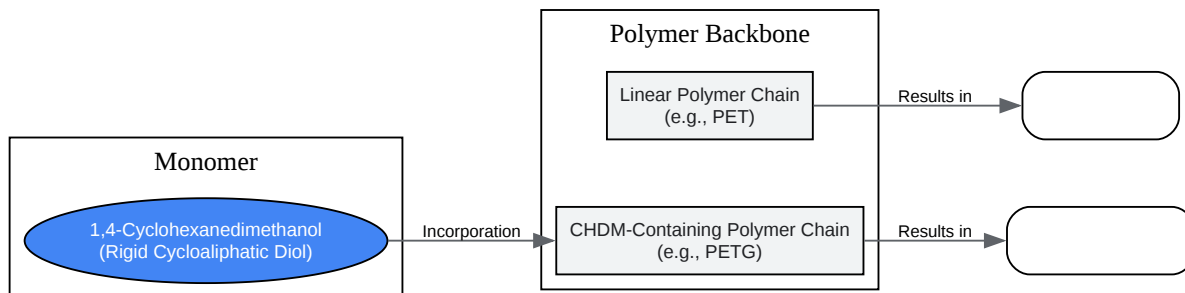 Polymer Backbone
Linear Polymer Chain
(e.g., PET)
Results in
Monomer
1,4-Cyclohexanedimethanol
(Rigid Cycloaliphatic Diol)
Incorporation
CHDM-Containing Polymer Chain
(e.g., PETG)
Results in